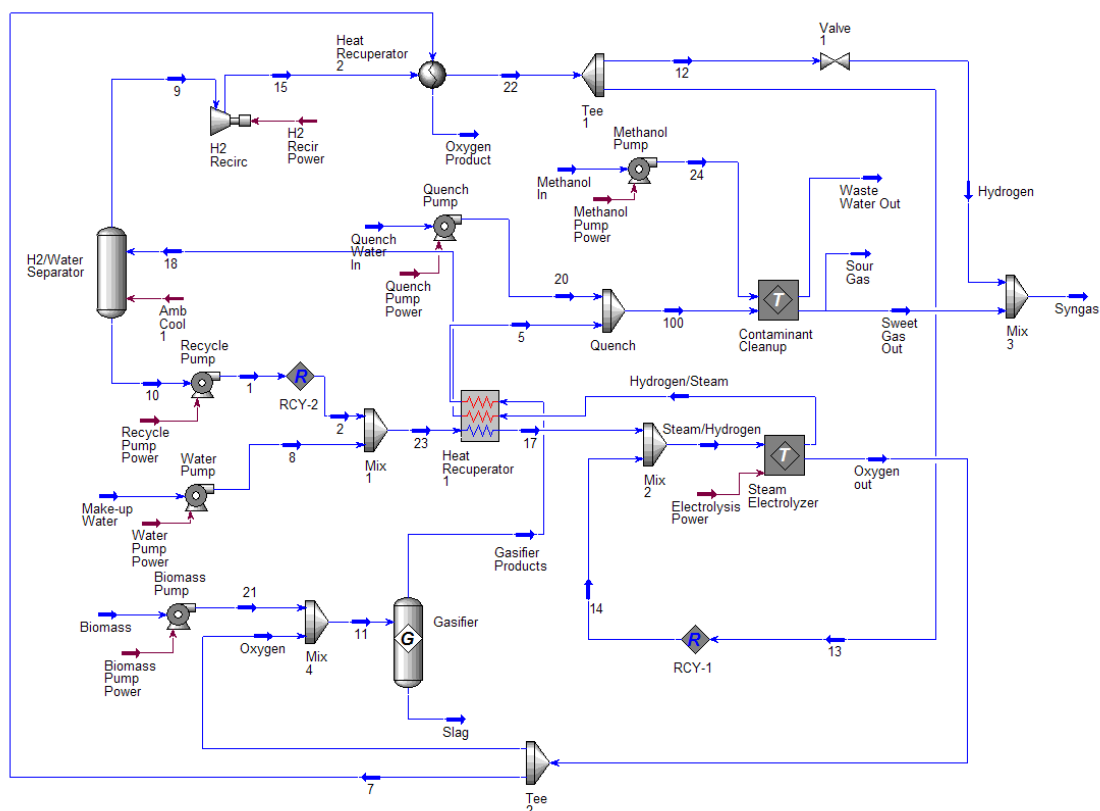 Heat
Recuperator
2
Valve
1
9
15
22
12
Tee
1
H2
Recirc
H2
Recir
Power
Oxygen
Product
Methanol
Pump
24
Methanol
In
Methanol
Pump
Power
Waste
Water Out
Hydrogen
Quench
Pump
Quench
Water
In
Quench
Pump
Power
H2/Water
Separator
18
Amb
Cool
1
20
Sour
Gas
T
Contaminant
Cleanup
5
100
Quench
Sweet
Gas
Out
Mix
3
Syngas
Recycle
Pump
10
1
R
RCY-2
2
Recycle
Pump
Power
Mix
1
23
Heat
Recuperator
1
17
Hydrogen/Steam
Steam/Hydrogen
Mix
2
T
Steam
Electrolyzer
Oxygen
out
Electrolysis
Power
Water
Pump
8
Make-up
Water
Water
Pump
Power
Gasifier
Products
Biomass
Pump
21
Biomass
Oxygen
Biomass
Pump
Power
Mix
4
11
G
Gasifier
14
R
RCY-1
13
Slag
7
Tee